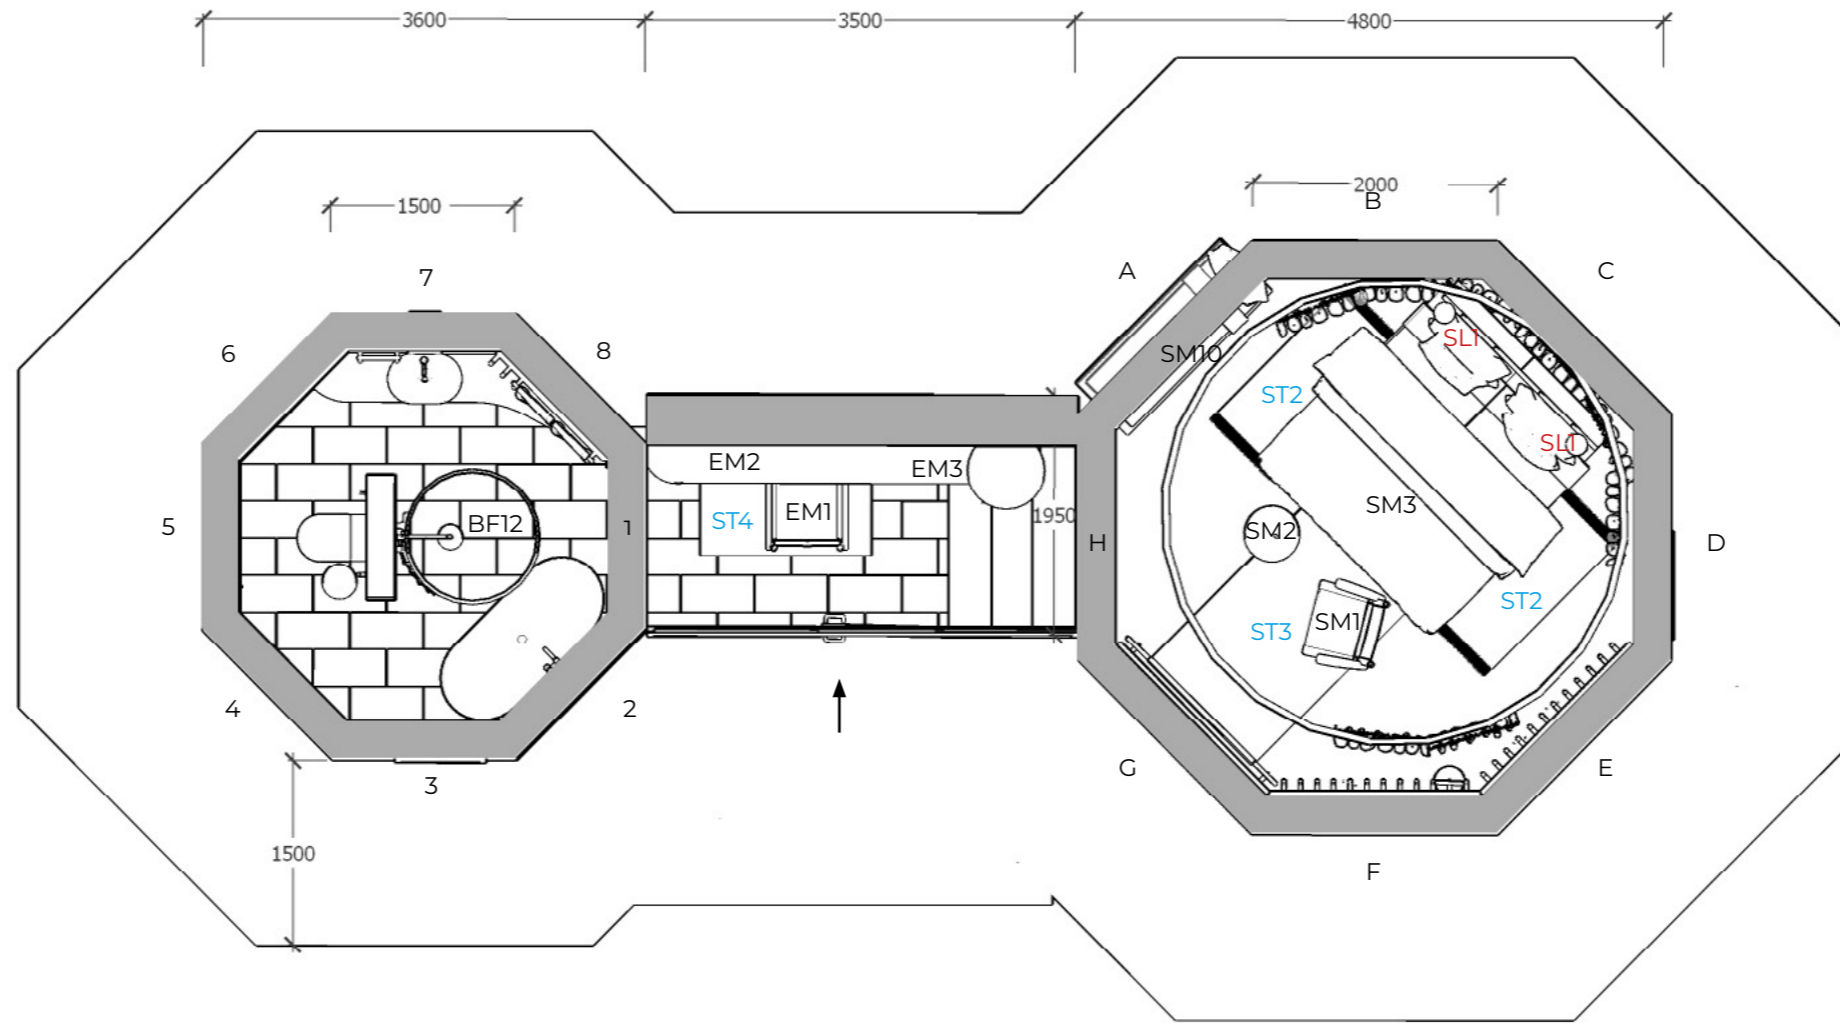 3600 3500 4800
1500 2000
B
7 A C
6 8 SM10 SL1
ST2 SL1
EM2 EM3
5 BF12 1 ST4 EM1 1950 H SM2 SM3 D
ST3 SM1 ST2
4 2
3 G E
1500 F